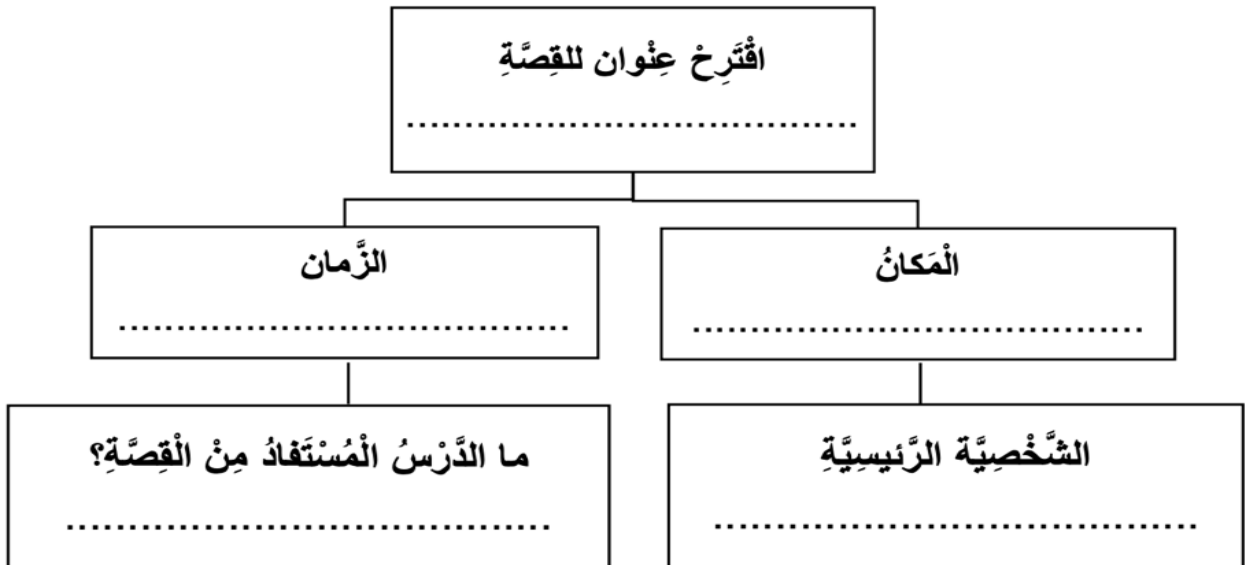 اقْتَرِحْ عِنْوان للقِصَّةِ
......................................
الْمَكانُ
......................................
الزَّمان
......................................
الشَّخْصِيَّة الرَّئيسِيَّةِ
......................................
ما الدَّرْسُ الْمُسْتَفادُ مِنْ الْقِصَّةِ؟
......................................